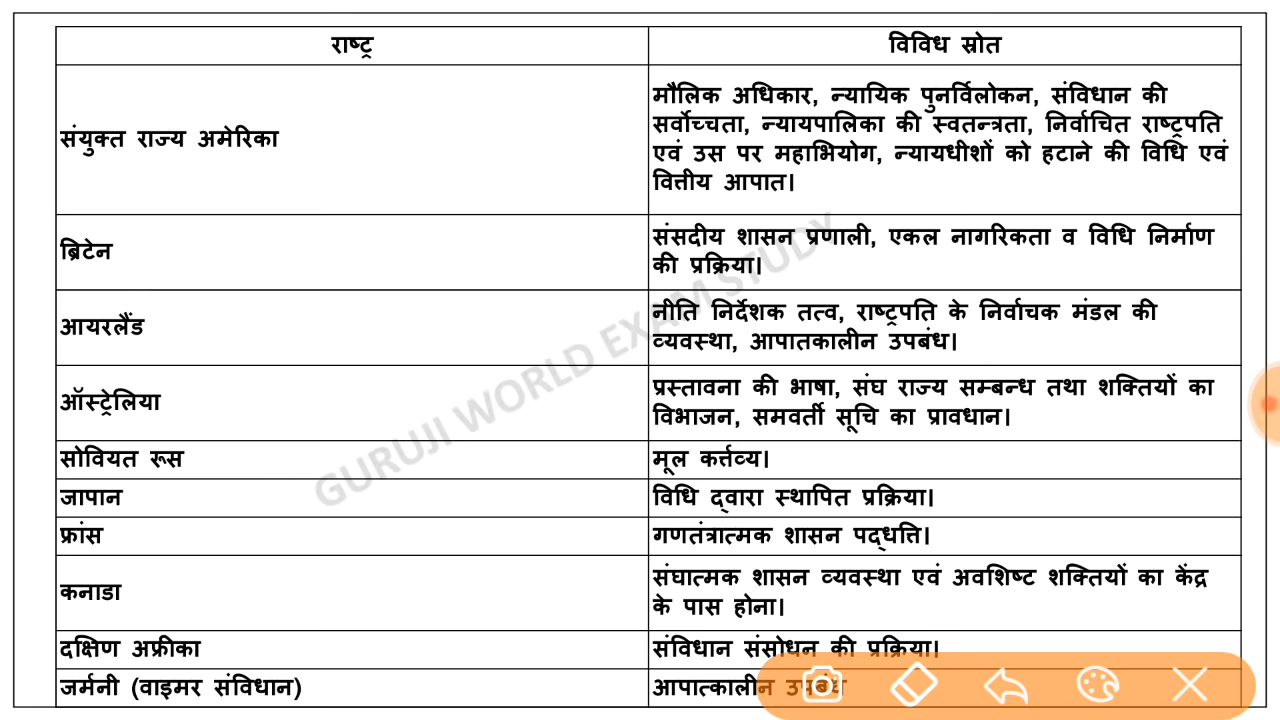 राष्ट्र विविध स्रोत
संयुक्त राज्य अमेरिका
मौलिक अधिकार, न्यायिक पुनर्विलोकन, संविधान की
सर्वोच्चता, न्यायपालिका की स्वतन्त्रता, निर्वाचित राष्ट्रपति
एवं उस पर महाभियोग, न्यायधीशों को हटाने की विधि एवं
वित्तीय आपात।
ब्रिटेन
संसदीय शासन प्रणाली, एकल नागरिकता व विधि निर्माण
की प्रक्रिया।
आयरलैंड
नीति निर्देशक तत्व, राष्ट्रपति के निर्वाचक मंडल की
व्यवस्था, आपातकालीन उपबंध।
ऑस्ट्रेलिया
प्रस्तावना की भाषा, संघ राज्य सम्बन्ध तथा शक्तियों का
विभाजन, समवर्ती सूचि का प्रावधान।
सोवियत रूस मूल कर्त्तव्य।
जापान विधि द्वारा स्थापित प्रक्रिया।
फ्रांस गणतंत्रात्मक शासन पद्धत्ति।
कनाडा
संघात्मक शासन व्यवस्था एवं अवशिष्ट शक्तियों का केंद्र
के पास होना।
दक्षिण अफ्रीका संविधान संसोधन की प्रक्रिया।
जर्मनी (वाइमर संविधान) आपात्कालीन उपबंध
GURUJI WORLD EXAM STUDY